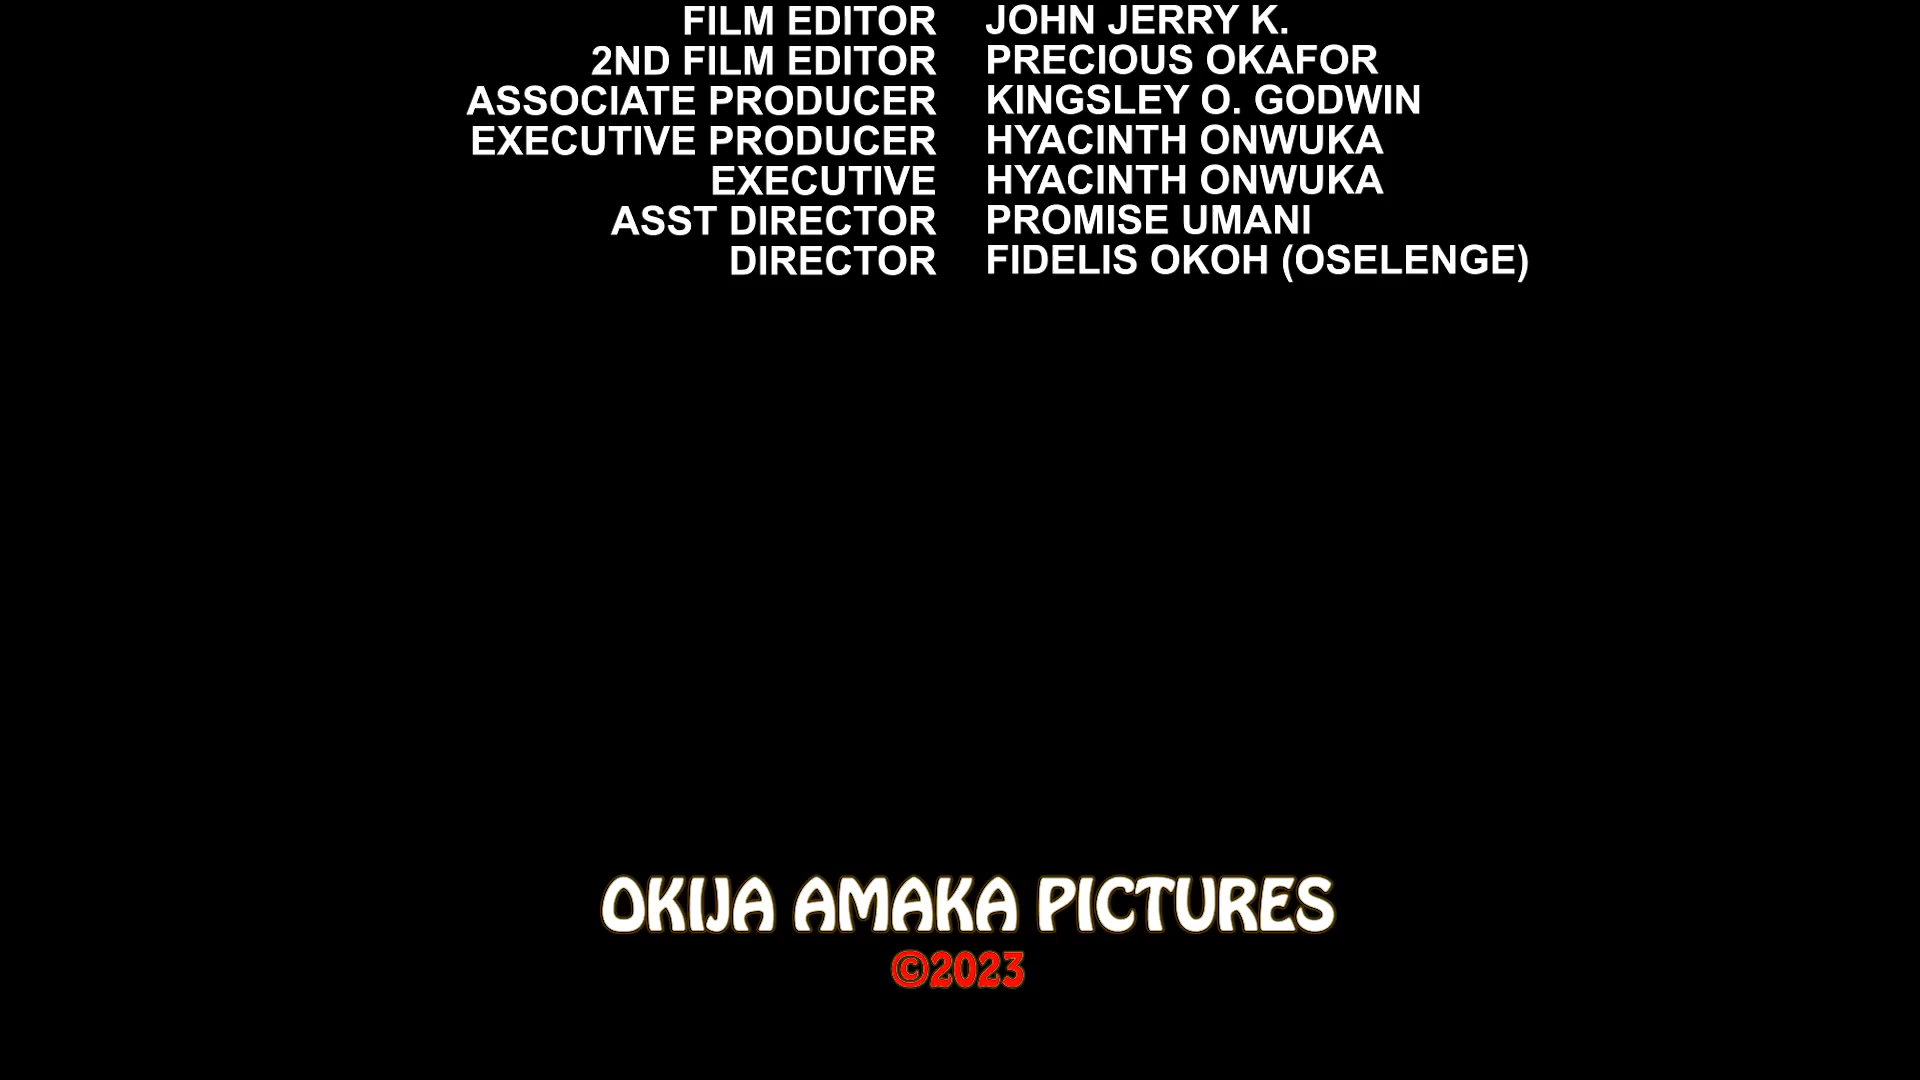 FILM EDITOR JOHN JERRY K.
2ND FILM EDITOR PRECIOUS OKAFOR
ASSOCIATE PRODUCER KINGSLEY O. GODWIN
EXECUTIVE PRODUCER HYACINTH ONWUKA
EXECUTIVE HYACINTH ONWUKA
ASST DIRECTOR PROMISE UMANI
DIRECTOR FIDELIS OKOH (OSELENGE)
OKIJA AMAKA PICTURES
©2023